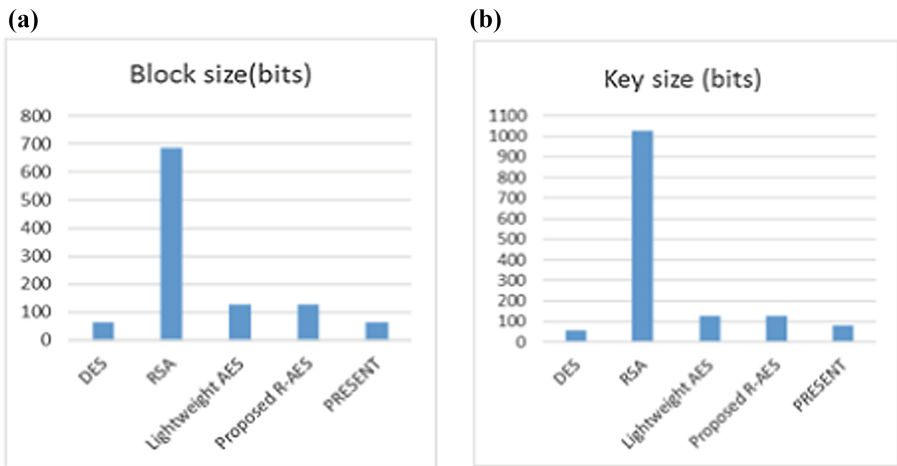 (a)
Block size(bits)
800
700
600
500
400
300
200
100
0
DES
RSA
Lightweight AES
Proposed R-AES
PRESENT
(b)
Key size (bits)
1100
1000
900
800
700
600
500
400
300
200
100
0
DES
RSA
Lightweight AES
Proposed R-AES
PRESENT